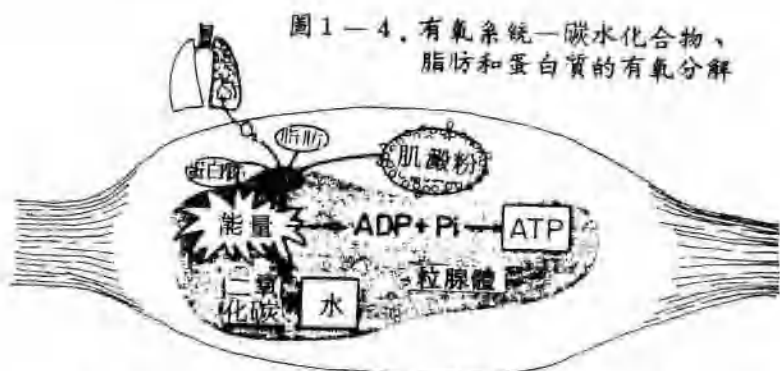 圖1－4．有氧系統—碳水化合物、
脂肪和蛋白質的有氧分解
O₂
脂肪
蛋白質
肌澱粉
能量
ADP+Pi
ATP
二氧
化碳
水
粒腺體